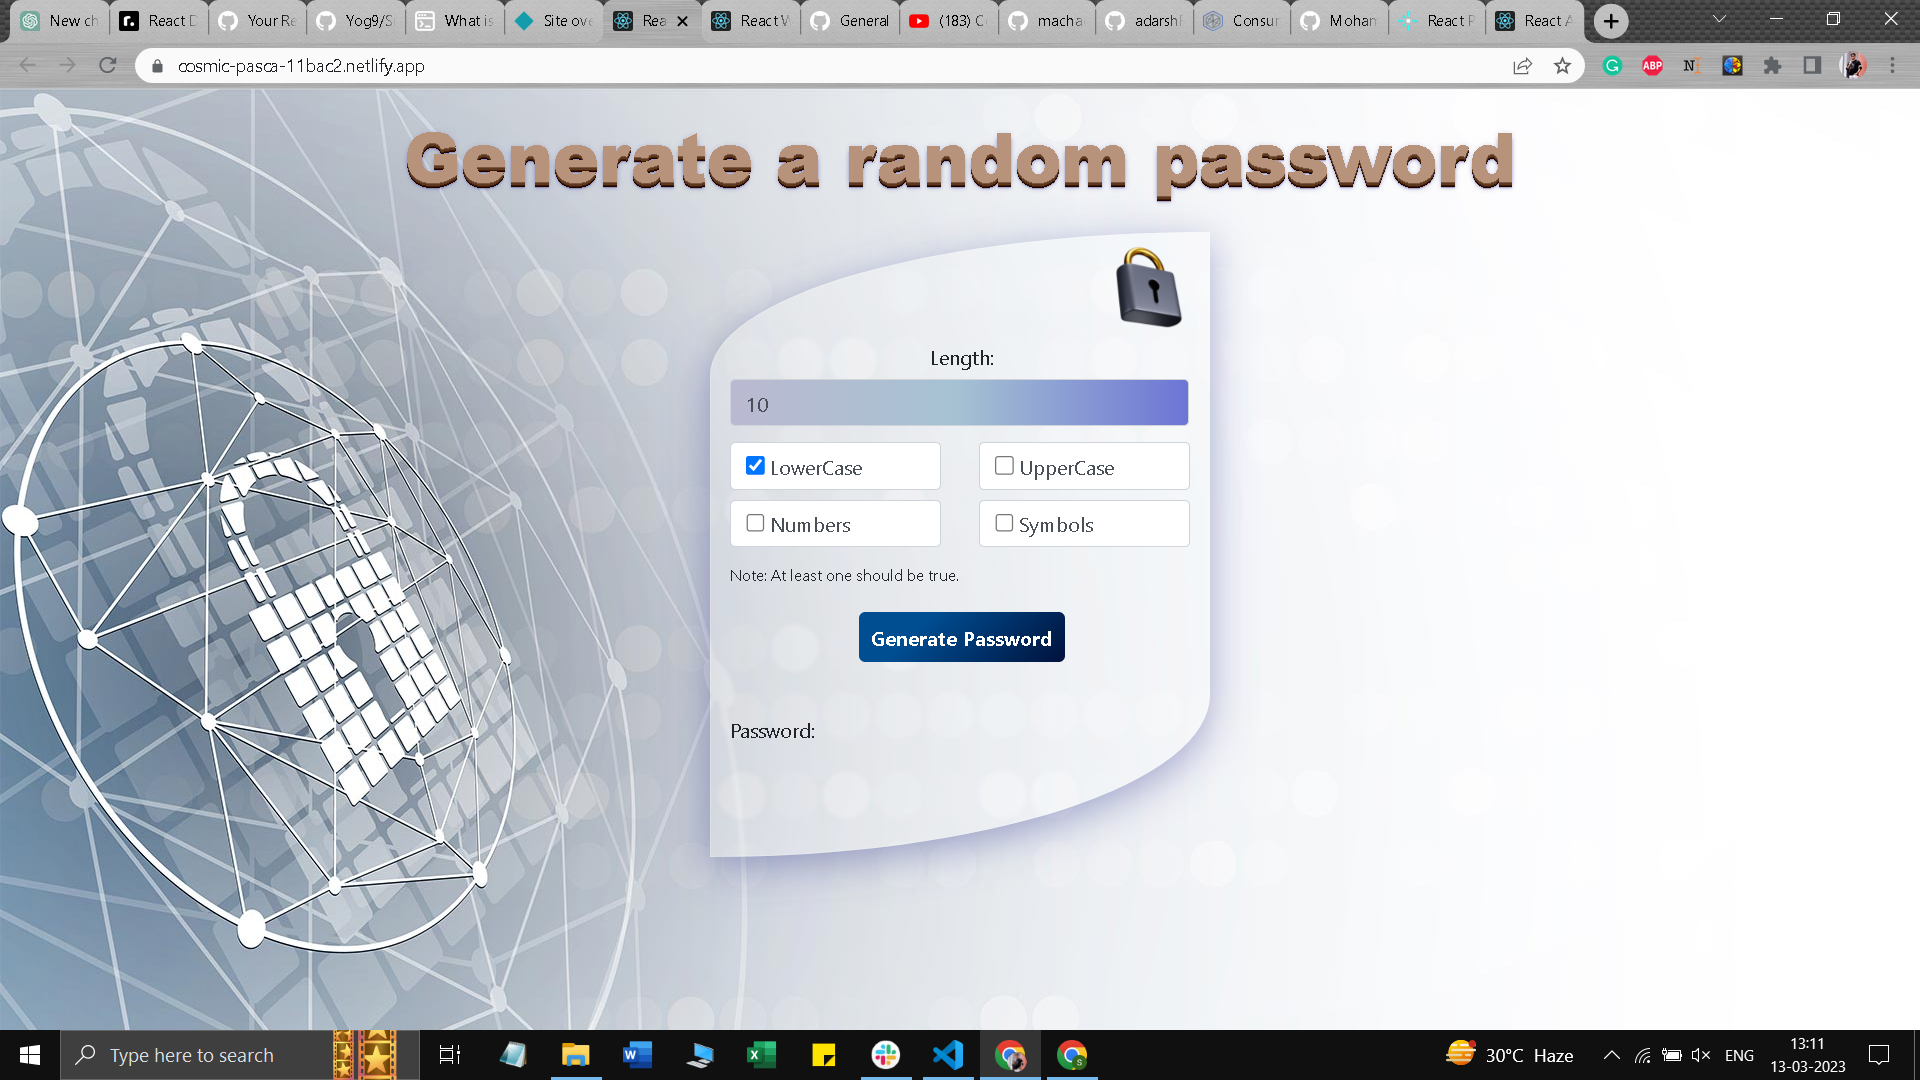 New ch
React D
Your Re
Yog9/S
What is
Site ove
Rea
React
General
(183) C
macha
adarsh
Consur
Moham
React P
React A
cosmic-pasca-11bac2.netlify.app
G
ABP
N
Generate a random password
Length:
10
LowerCase
UpperCase
Numbers
Symbols
Note: At least one should be true.
Generate Password
Password:
Type here to search
30°C Haze
ENG
13:11
13-03-2023